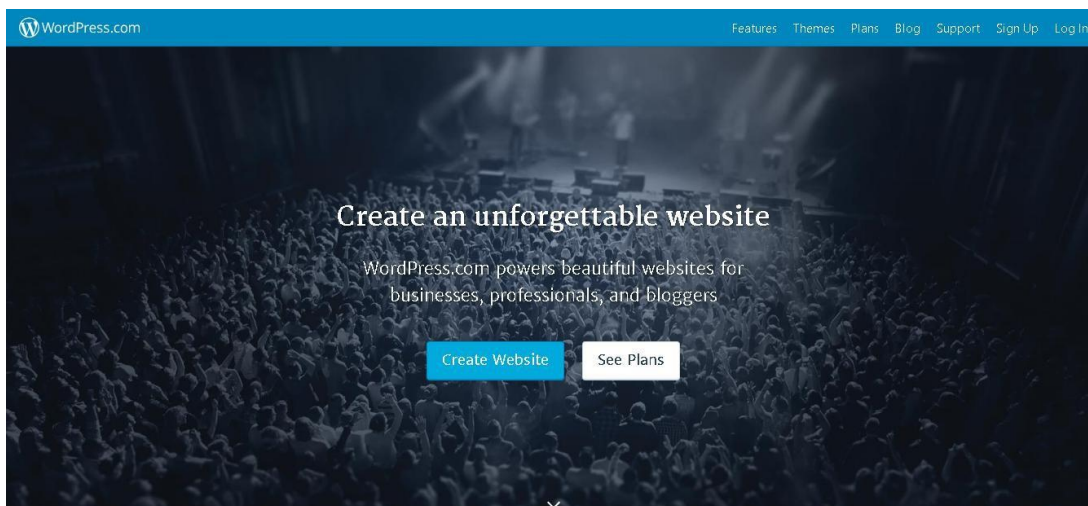 WordPress.com
Features Themes Plans Blog Support Sign Up Log In
Create an unforgettable website
WordPress.com powers beautiful websites for
businesses, professionals, and bloggers
Create Website See Plans